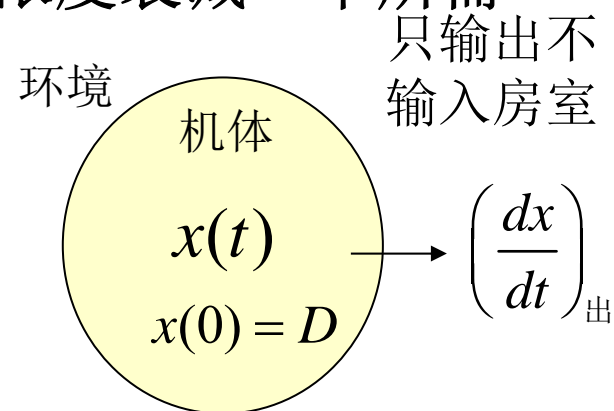 只输出不
输入房室
环境
机体
x(t)
x(0) = D
(dx/dt)出